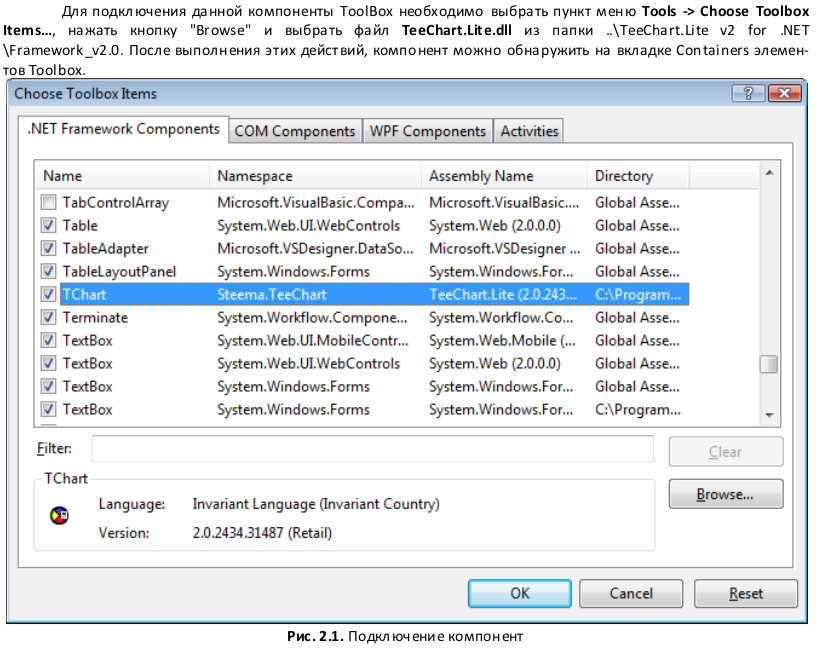 Для подключения данной компоненты ToolBox необходимо выбрать пункт меню Tools -> Choose Toolbox
Items…, нажать кнопку "Browse" и выбрать файл TeeChart.Lite.dll из папки ..\TeeChart.Lite v2 for .NET
\Framework_v2.0. После выполнения этих действий, компонент можно обнаружить на вкладке Containers элемен-
тов Toolbox.
Choose Toolbox Items
.NET Framework Components COM Components WPF Components Activities
Name Namespace Assembly Name Directory
TabControlArray Microsoft.VisualBasic.Compa... Microsoft.VisualBasic.... Global Asse...
Table System.Web.UI.WebControls System.Web (2.0.0.0) Global Asse...
TableAdapter Microsoft.VSDesigner.DataSo... Microsoft.VSDesigner ... Global Asse...
TableLayoutPanel System.Windows.Forms System.Windows.For... Global Asse...
TChart Steema.TeeChart TeeChart.Lite (2.0.243... C:\Program...
Terminate System.Workflow.Compone... System.Workflow.Co... Global Asse...
TextBox System.Web.UI.MobileContr... System.Web.Mobile (... Global Asse...
TextBox System.Web.UI.WebControls System.Web (2.0.0.0) Global Asse...
TextBox System.Windows.Forms System.Windows.For... Global Asse...
TextBox System.Windows.Forms System.Windows.For... C:\Program...
Filter: Clear
TChart
Browse...
Language: Invariant Language (Invariant Country)
Version: 2.0.2434.31487 (Retail)
OK Cancel Reset
Рис. 2.1. Подключение компонент